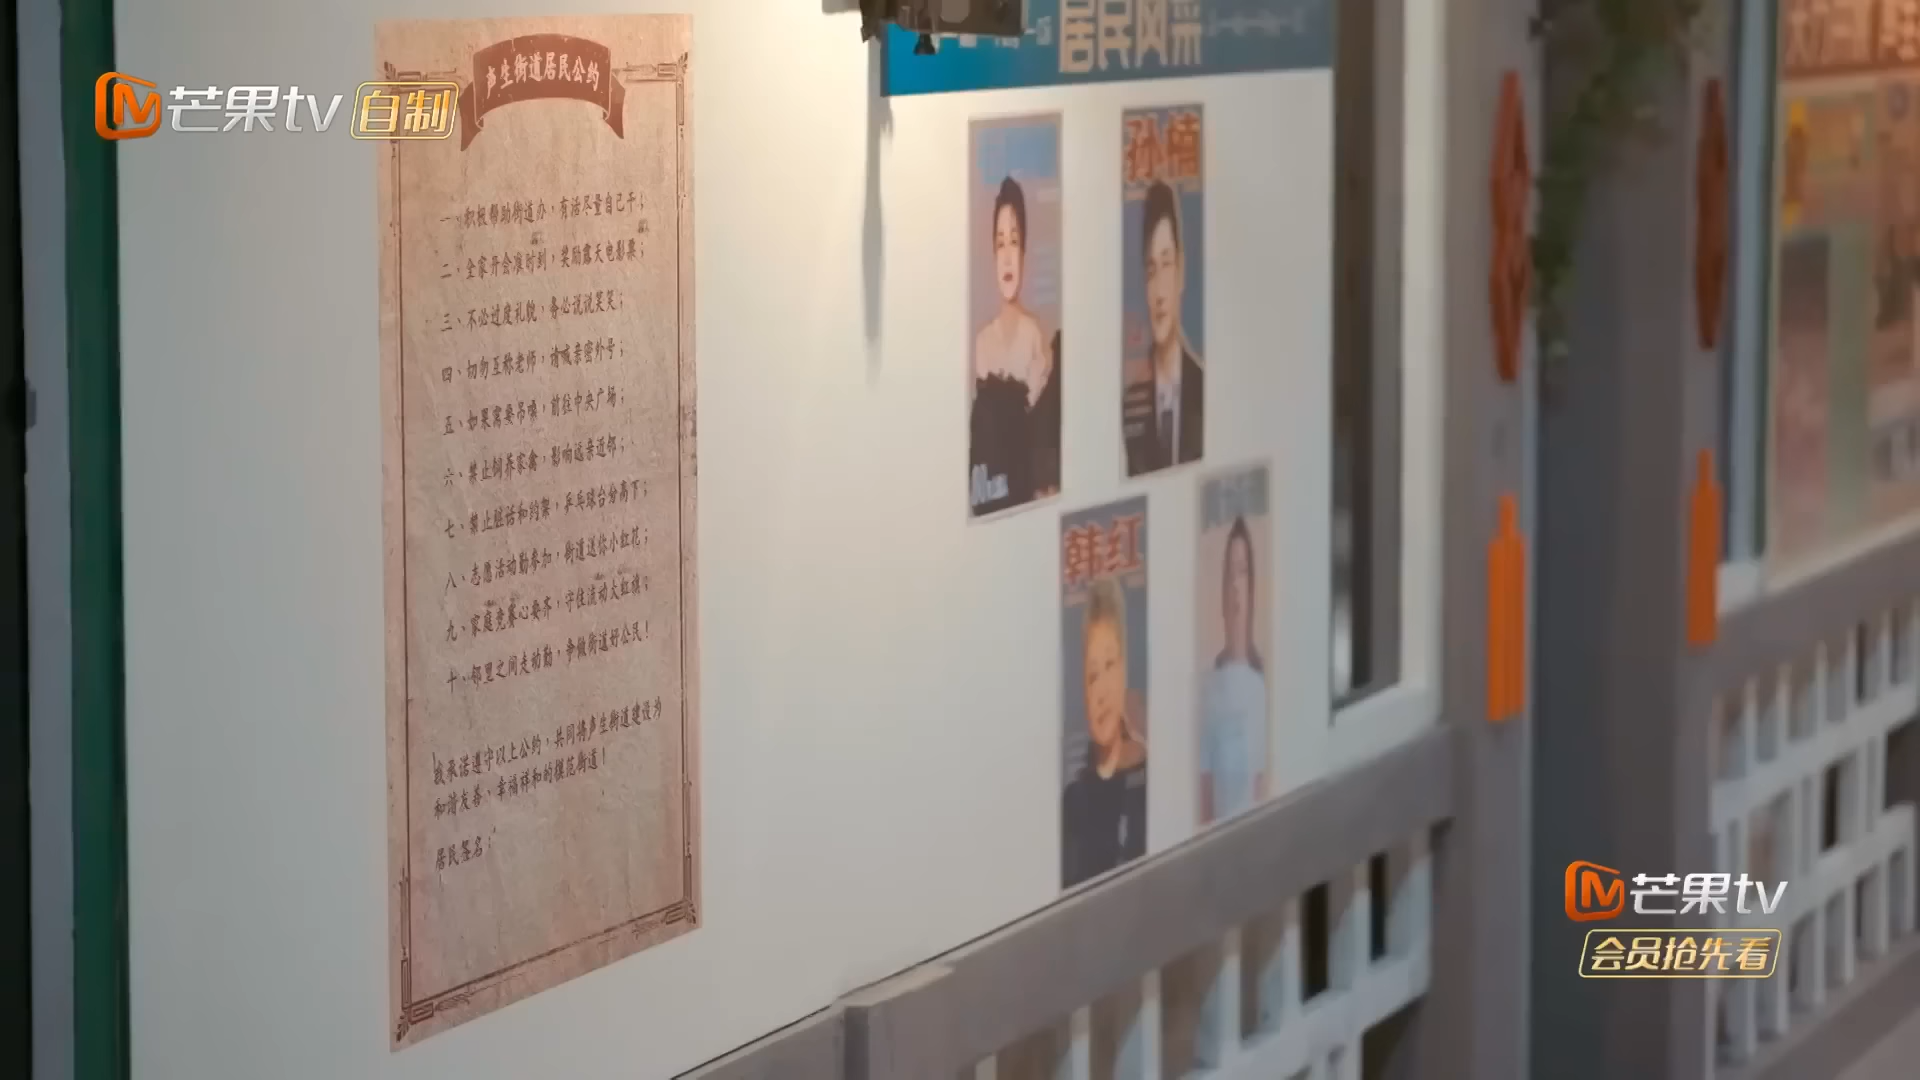 芒果tv 自制
声生街道居民公约
一、积极帮助街道办，有活尽量自己干；
二、全家开会准时到，奖励露天电影票；
三、不必过度礼貌，务必说说笑笑；
四、切勿互称老师，请喊亲密外号；
五、如果需要吊嗓，前往中央广场；
六、禁止饲养家禽，影响远亲近邻；
七、禁止脏话和约架，乒乓球台分高下；
八、志愿活动勤参加，街道送你小红花；
九、家庭竞赛心要齐，守住流动大红旗；
十、邻里之间走动勤，争做街道好公民！
我承诺遵守以上公约，共同将声生街道建设为
和谐友善、幸福祥和的模范街道！
居民签名：
居民风采
孙楠
韩红
芒果tv
会员抢先看